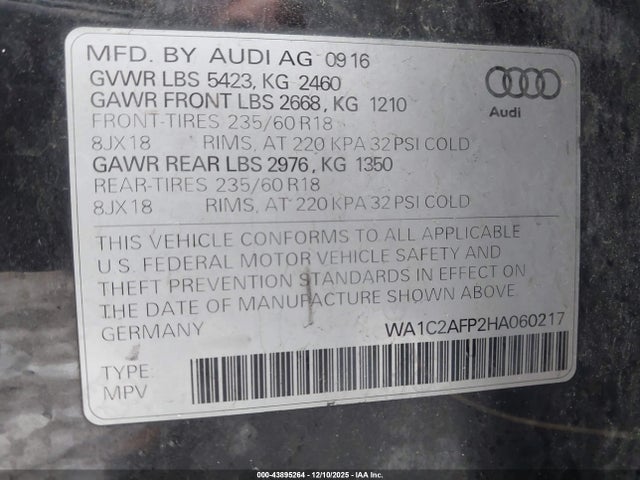 MFD. BY AUDI AG 09 16
GVWR LBS 5423, KG 2460
GAWR FRONT LBS 2668, KG 1210
FRONT-TIRES 235/60 R18
8JX18 RIMS, AT 220 KPA 32 PSI COLD
GAWR REAR LBS 2976, KG 1350
REAR-TIRES 235/60 R18
8JX18 RIMS, AT 220 KPA 32 PSI COLD
Audi
THIS VEHICLE CONFORMS TO ALL APPLICABLE
U.S. FEDERAL MOTOR VEHICLE SAFETY AND
THEFT PREVENTION STANDARDS IN EFFECT ON
THE DATE OF MANUFACTURE SHOWN ABOVE
GERMANY WA1C2AFP2HA060217
TYPE:
MPV
000-43895264 - 12/10/2025 - IAA Inc.